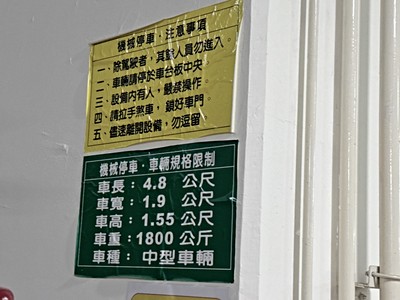 機械停車．注意事項
一、除駕駛者，其餘人員勿進入。
二、車輛請停於車台板中央。
三、設備内有人，嚴禁操作。
四、請拉手煞車，鎖好車門。
五、儘速離開設備，勿逗留。
機械停車．車輛規格限制
車長：4.8 公尺
車寬：1.9 公尺
車高：1.55 公尺
車重：1800 公斤
車種：中型車輛